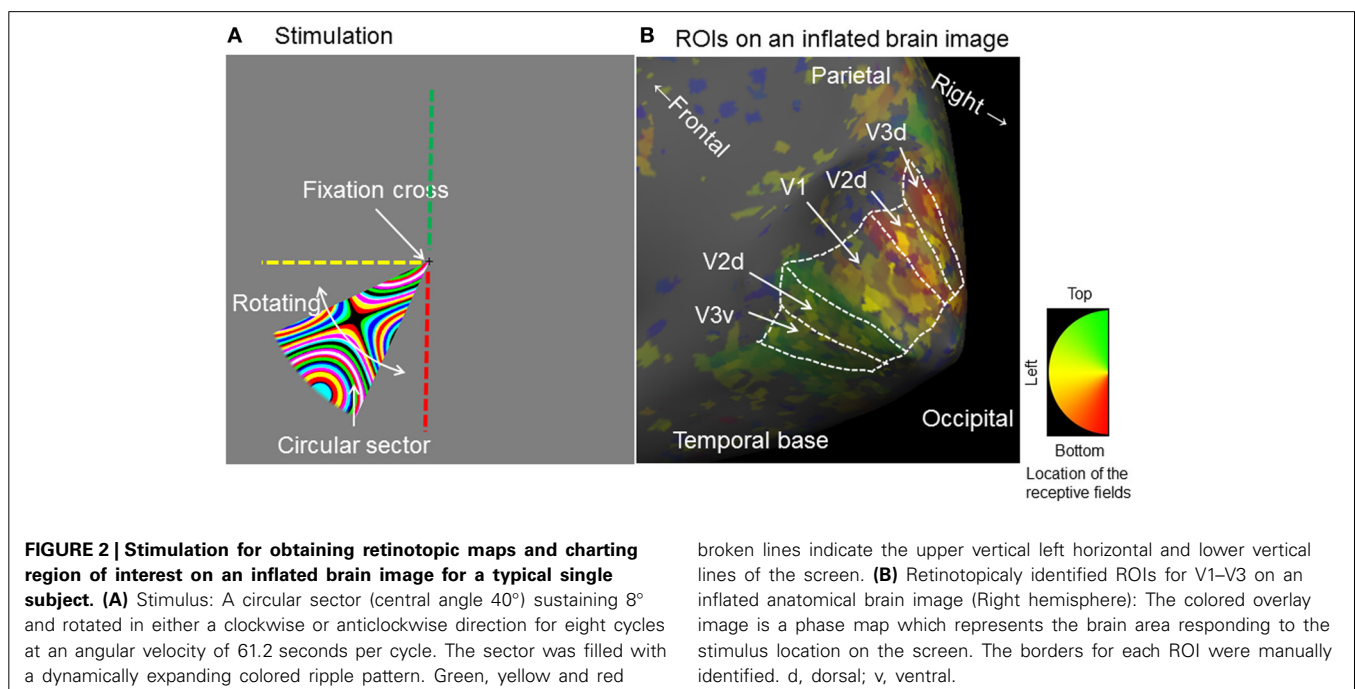 A Stimulation
Fixation cross
Rotating
Circular sector
B ROIs on an inflated brain image
Parietal
Right →
←Frontal
V3d
V2d
V1
V2d
V3v
Occipital
Temporal base
Top
Left
Bottom
Location of the
receptive fields
FIGURE 2 | Stimulation for obtaining retinotopic maps and charting
region of interest on an inflated brain image for a typical single
subject. (A) Stimulus: A circular sector (central angle 40°) sustaining 8°
and rotated in either a clockwise or anticlockwise direction for eight cycles
at an angular velocity of 61.2 seconds per cycle. The sector was filled with
a dynamically expanding colored ripple pattern. Green, yellow and red
broken lines indicate the upper vertical left horizontal and lower vertical
lines of the screen. (B) Retinotopicaly identified ROIs for V1–V3 on an
inflated anatomical brain image (Right hemisphere): The colored overlay
image is a phase map which represents the brain area responding to the
stimulus location on the screen. The borders for each ROI were manually
identified. d, dorsal; v, ventral.